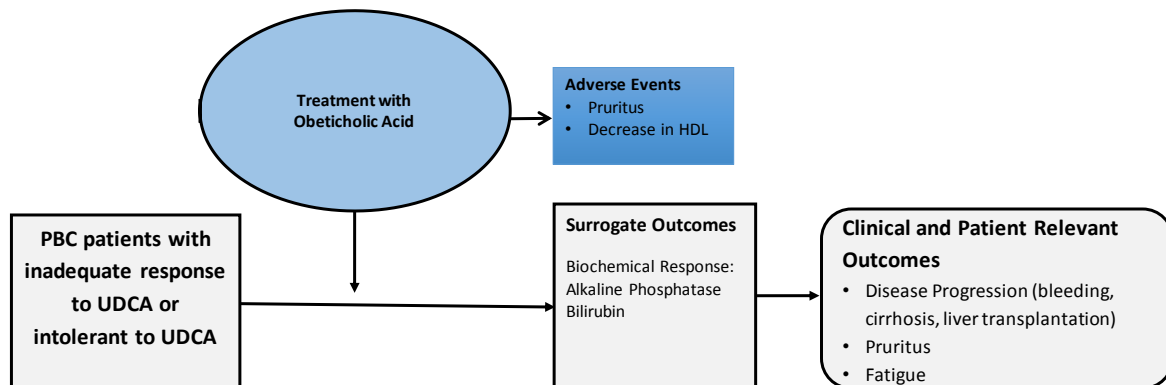 Treatment with
Obeticholic Acid
Adverse Events
• Pruritus
• Decrease in HDL
PBC patients with
inadequate response
to UDCA or
intolerant to UDCA
Surrogate Outcomes
Biochemical Response:
Alkaline Phosphatase
Bilirubin
Clinical and Patient Relevant
Outcomes
• Disease Progression (bleeding,
cirrhosis, liver transplantation)
• Pruritus
• Fatigue